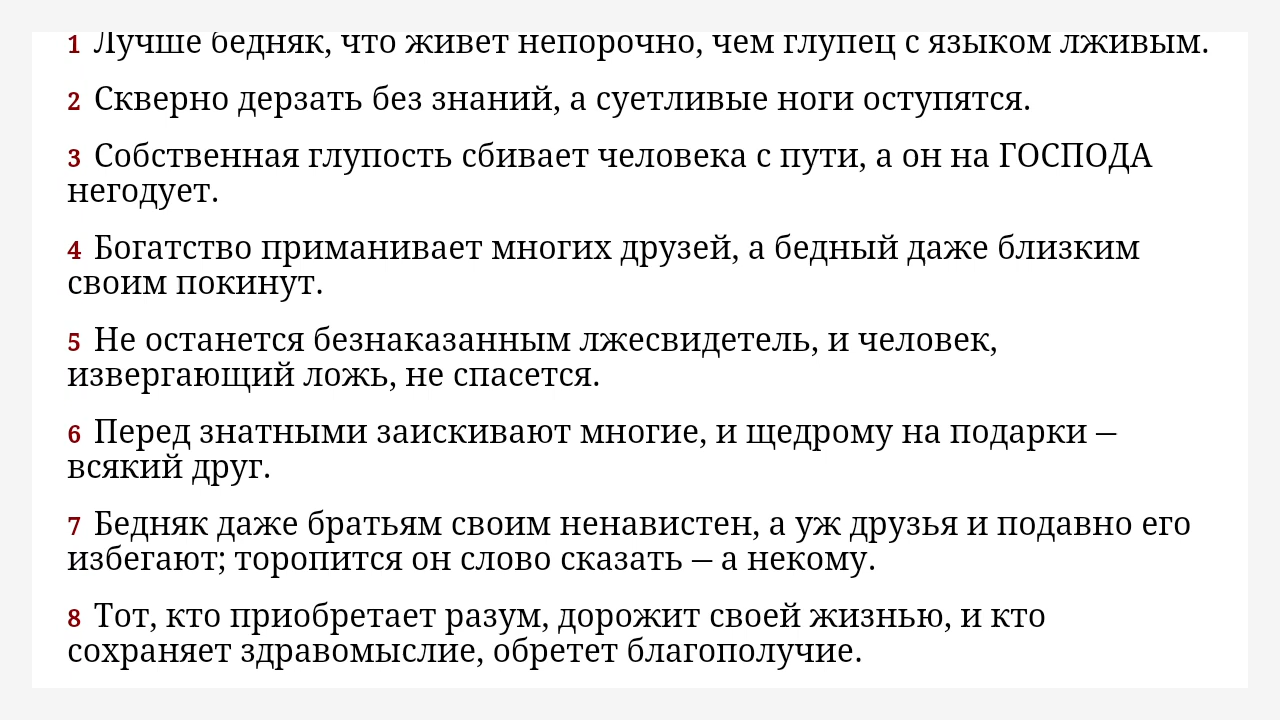 1 Лучше бедняк, что живет непорочно, чем глупец с языком лживым.
2 Скверно дерзать без знаний, а суетливые ноги оступятся.
3 Собственная глупость сбивает человека с пути, а он на ГОСПОДА
негодует.
4 Богатство приманивает многих друзей, а бедный даже близким
своим покинут.
5 Не останется безнаказанным лжесвидетель, и человек,
извергающий ложь, не спасется.
6 Перед знатными заискивают многие, и щедрому на подарки —
всякий друг.
7 Бедняк даже братьям своим ненавистен, а уж друзья и подавно его
избегают; торопится он слово сказать — а некому.
8 Тот, кто приобретает разум, дорожит своей жизнью, и кто
сохраняет здравомыслие, обретет благополучие.